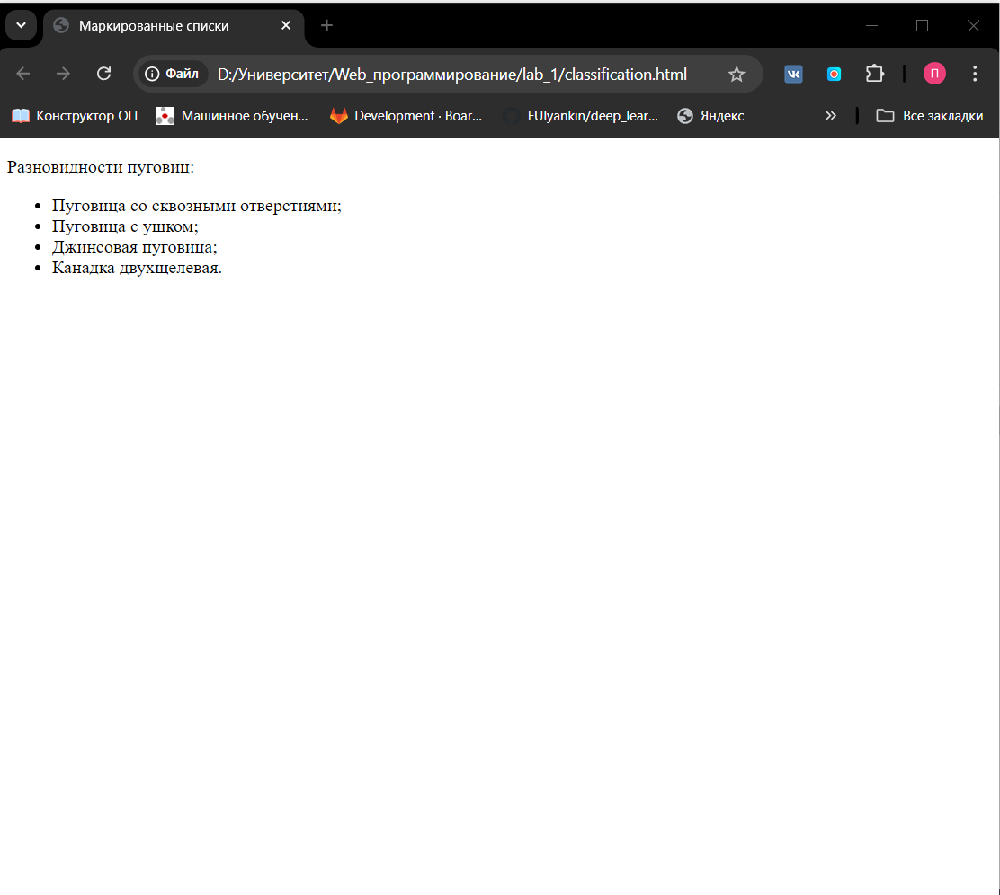 Маркированные списки
Файл D:/Университет/Web_программирование/lab_1/classification.html П
Конструктор ОП Машинное обучен... Development · Boar... FUlyankin/deep_lear... Яндекс » Все закладки
Разновидности пуговиц:
• Пуговица со сквозными отверстиями;
• Пуговица с ушком;
• Джинсовая пуговица;
• Канадка двухщелевая.